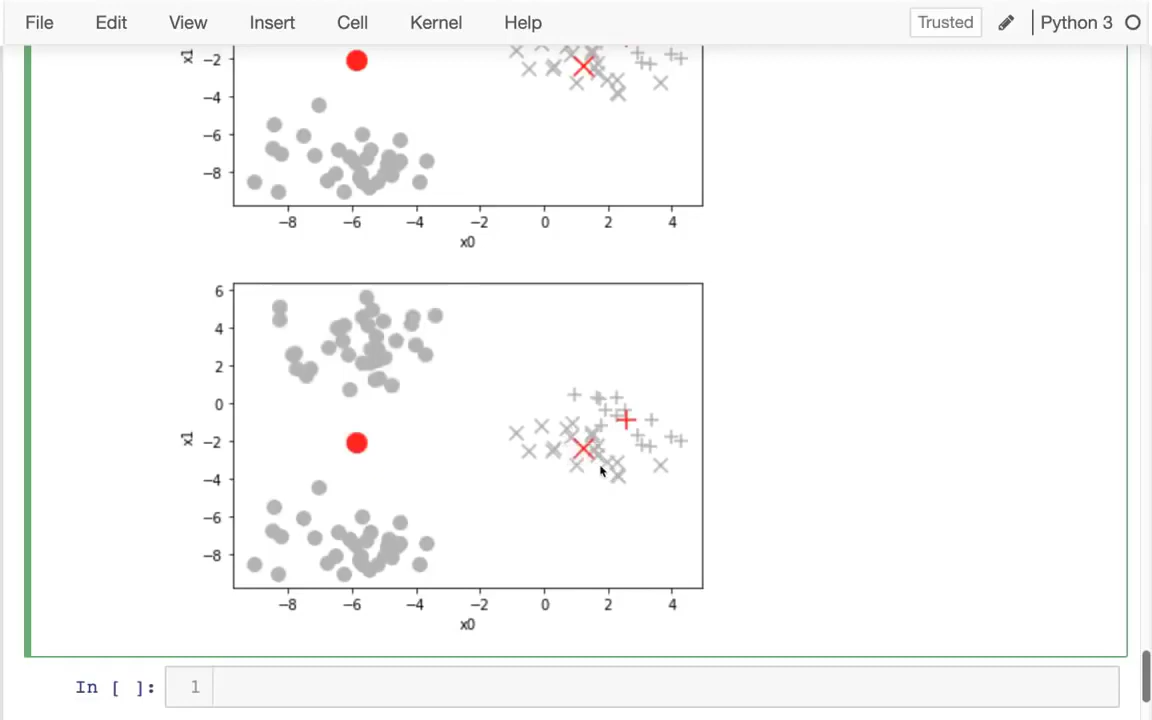 File Edit View Insert Cell Kernel Help Trusted Python 3
x1
−2
−4
−6
−8
−8 −6 −4 −2 0 2 4
x0
6
4
2
0
x1
−2
−4
−6
−8
−8 −6 −4 −2 0 2 4
x0
In [ ]: 1